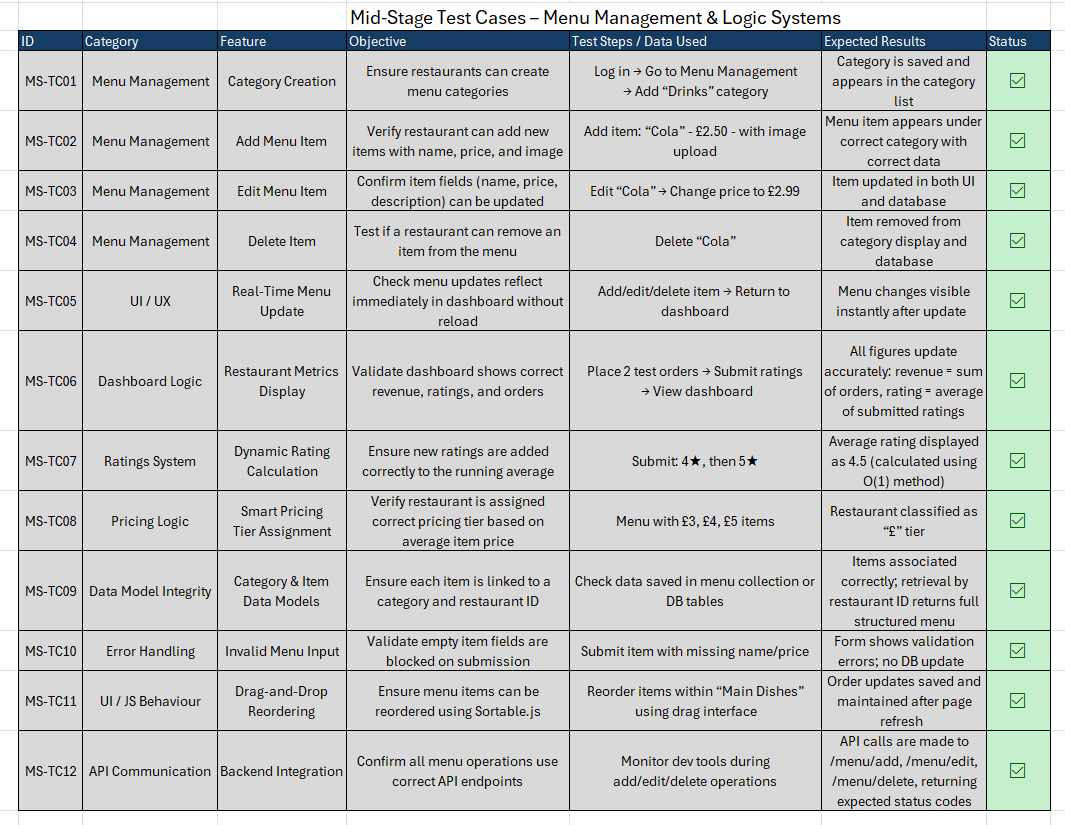 Mid-Stage Test Cases – Menu Management & Logic Systems
ID Category Feature Objective Test Steps / Data Used Expected Results Status
MS-TC01 Menu Management Category Creation Ensure restaurants can create menu categories Log in → Go to Menu Management → Add “Drinks” category Category is saved and appears in the category list ☑
MS-TC02 Menu Management Add Menu Item Verify restaurant can add new items with name, price, and image Add item: “Cola” - £2.50 - with image upload Menu item appears under correct category with correct data ☑
MS-TC03 Menu Management Edit Menu Item Confirm item fields (name, price, description) can be updated Edit “Cola” → Change price to £2.99 Item updated in both UI and database ☑
MS-TC04 Menu Management Delete Item Test if a restaurant can remove an item from the menu Delete “Cola” Item removed from category display and database ☑
MS-TC05 UI / UX Real-Time Menu Update Check menu updates reflect immediately in dashboard without reload Add/edit/delete item → Return to dashboard Menu changes visible instantly after update ☑
MS-TC06 Dashboard Logic Restaurant Metrics Display Validate dashboard shows correct revenue, ratings, and orders Place 2 test orders → Submit ratings → View dashboard All figures update accurately: revenue = sum of orders, rating = average of submitted ratings ☑
MS-TC07 Ratings System Dynamic Rating Calculation Ensure new ratings are added correctly to the running average Submit: 4★, then 5★ Average rating displayed as 4.5 (calculated using O(1) method) ☑
MS-TC08 Pricing Logic Smart Pricing Tier Assignment Verify restaurant is assigned correct pricing tier based on average item price Menu with £3, £4, £5 items Restaurant classified as “£” tier ☑
MS-TC09 Data Model Integrity Category & Item Data Models Ensure each item is linked to a category and restaurant ID Check data saved in menu collection or DB tables Items associated correctly; retrieval by restaurant ID returns full structured menu ☑
MS-TC10 Error Handling Invalid Menu Input Validate empty item fields are blocked on submission Submit item with missing name/price Form shows validation errors; no DB update ☑
MS-TC11 UI / JS Behaviour Drag-and-Drop Reordering Ensure menu items can be reordered using Sortable.js Reorder items within “Main Dishes” using drag interface Order updates saved and maintained after page refresh ☑
MS-TC12 API Communication Backend Integration Confirm all menu operations use correct API endpoints Monitor dev tools during add/edit/delete operations API calls are made to /menu/add, /menu/edit, /menu/delete, returning expected status codes ☑